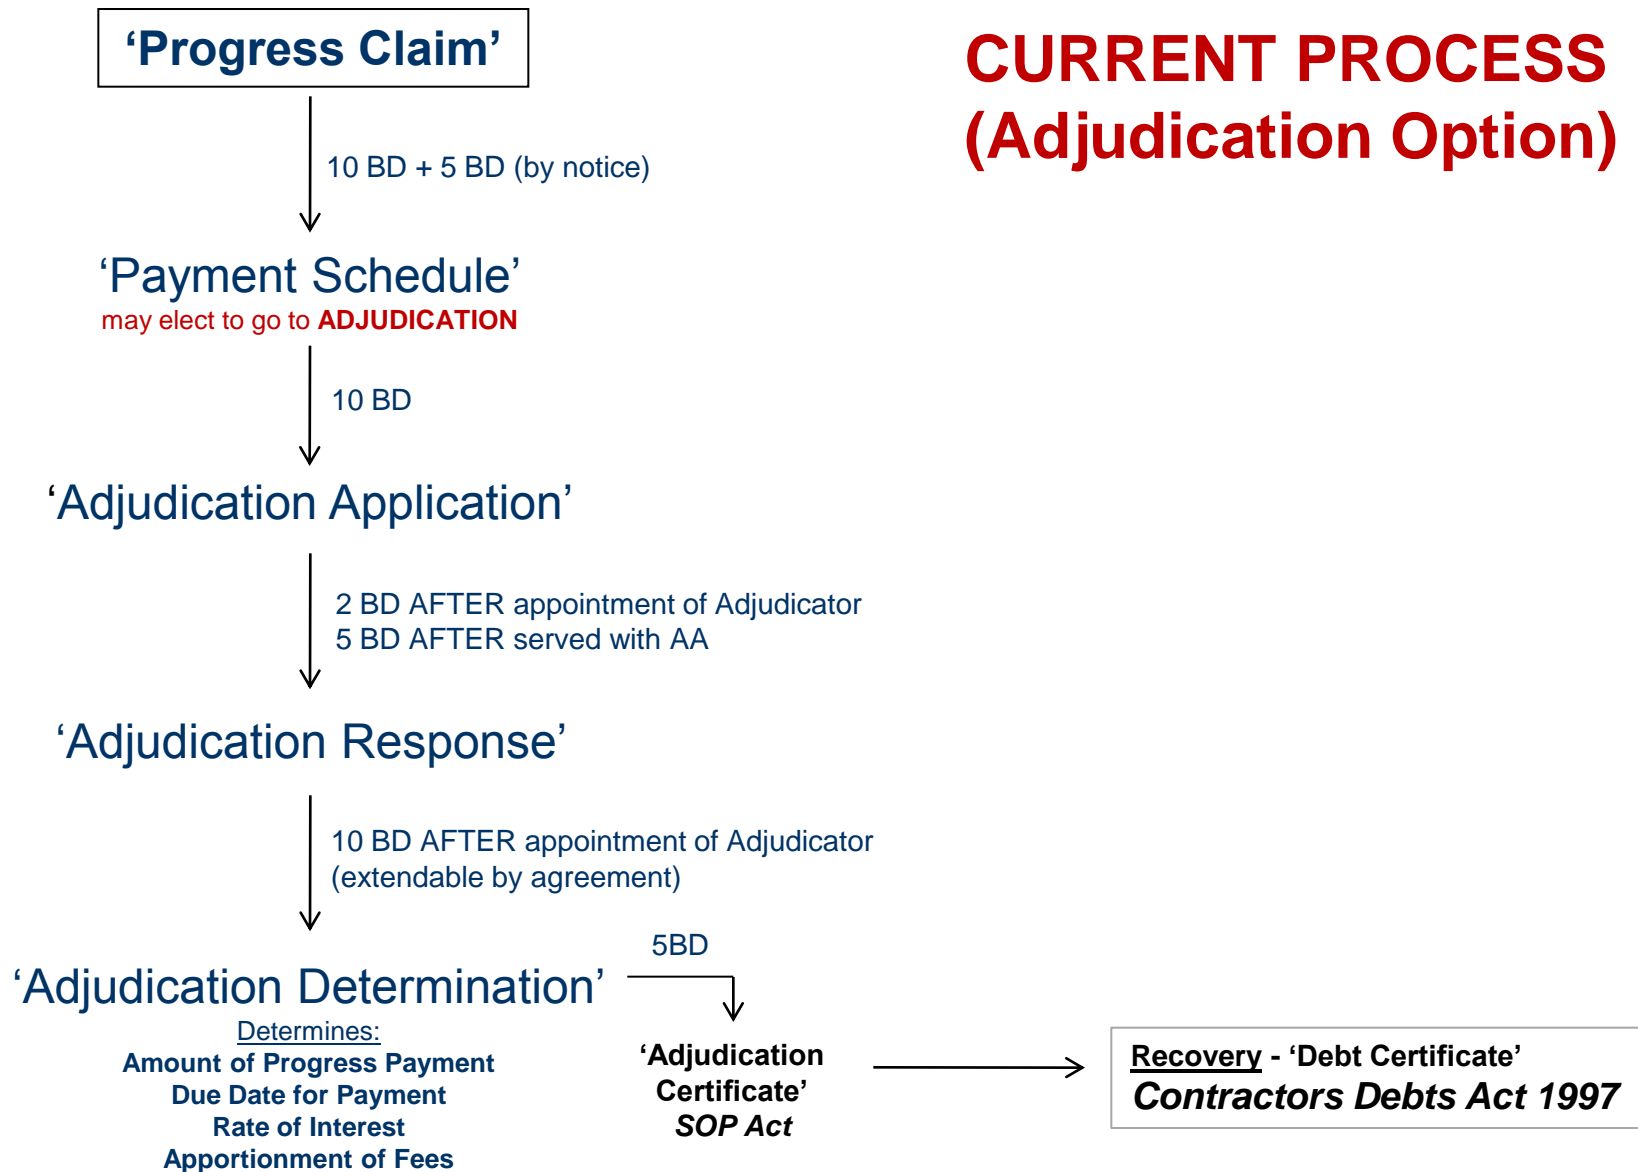 ‘Progress Claim’
CURRENT PROCESS
(Adjudication Option)
10 BD + 5 BD (by notice)
‘Payment Schedule’
may elect to go to ADJUDICATION
10 BD
‘Adjudication Application’
2 BD AFTER appointment of Adjudicator
5 BD AFTER served with AA
‘Adjudication Response’
10 BD AFTER appointment of Adjudicator
(extendable by agreement)
5BD
‘Adjudication Determination’
Determines:
Amount of Progress Payment
Due Date for Payment
Rate of Interest
Apportionment of Fees
‘Adjudication
Certificate’
SOP Act
Recovery - ‘Debt Certificate’
Contractors Debts Act 1997